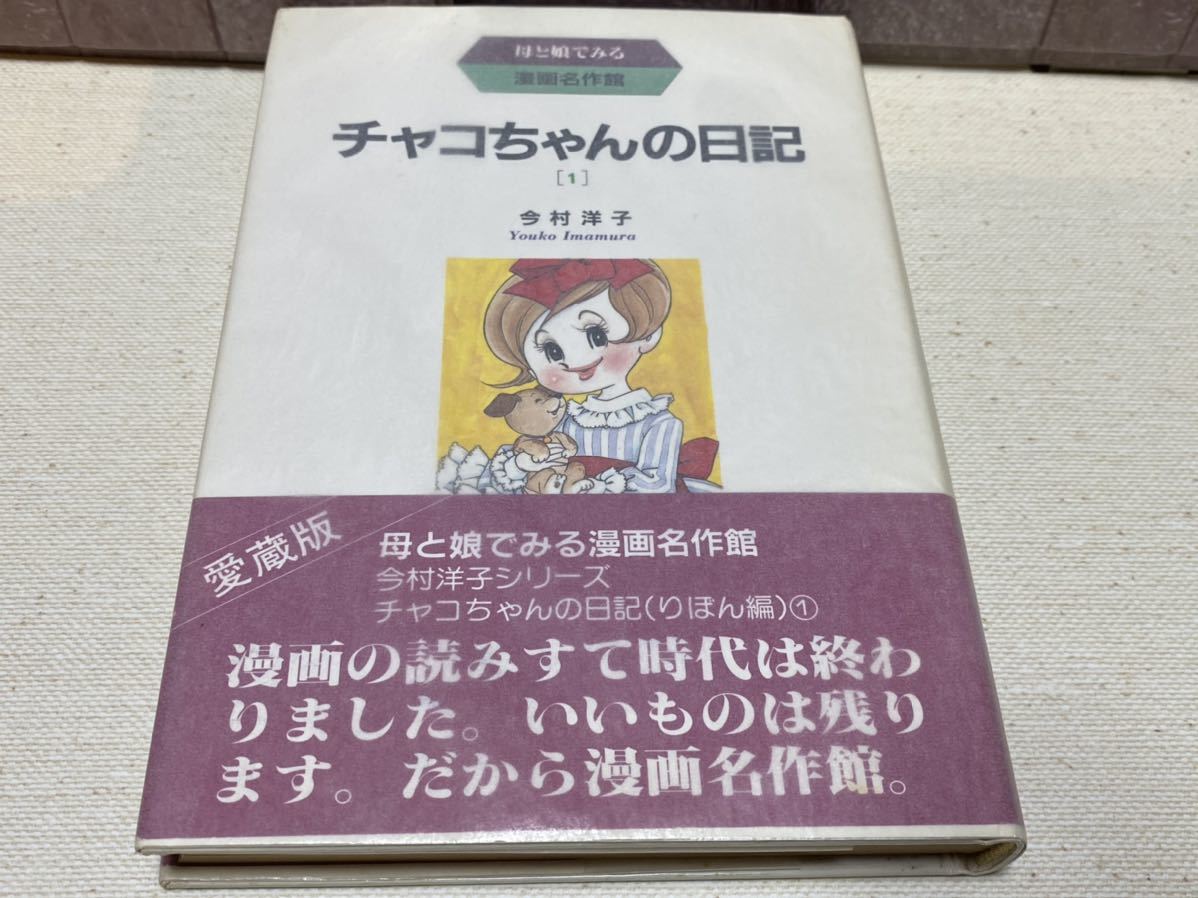 母と娘でみる
漫画名作館
チャコちゃんの日記
[1]
今村洋子
Youko Imamura
愛蔵版
母と娘でみる漫画名作館
今村洋子シリーズ
チャコちゃんの日記(りぼん編)①
漫画の読みすて時代は終わ
りました。いいものは残り
ます。だから漫画名作館。